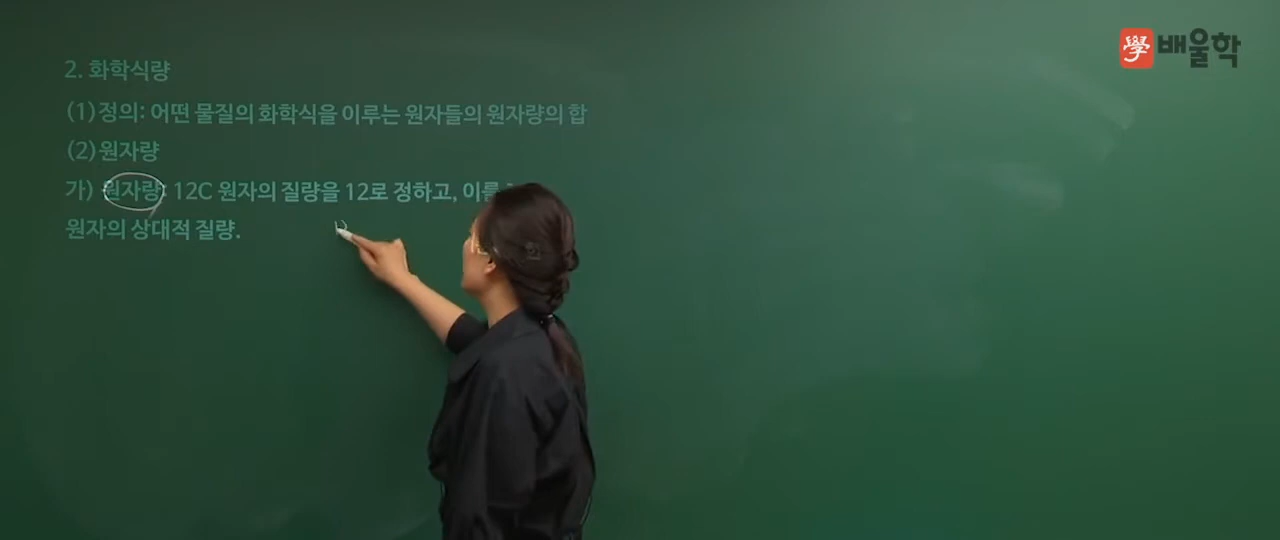 學 배울학
2. 화학식량
(1) 정의: 어떤 물질의 화학식을 이루는 원자들의 원자량의 합
(2) 원자량
가) 원자량: 12C 원자의 질량을 12로 정하고, 이를
원자의 상대적 질량.